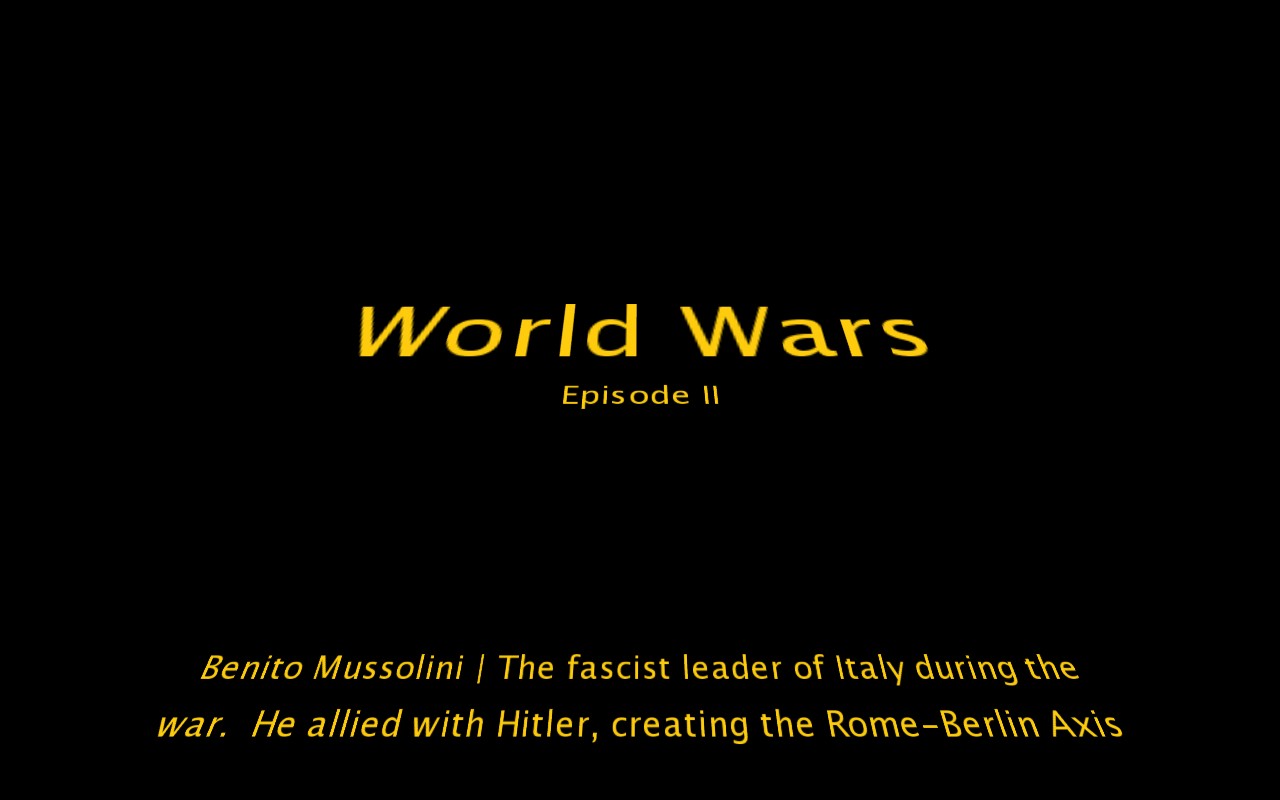 World Wars
Episode II
Benito Mussolini | The fascist leader of Italy during the
war.  He allied with Hitler, creating the Rome-Berlin Axis